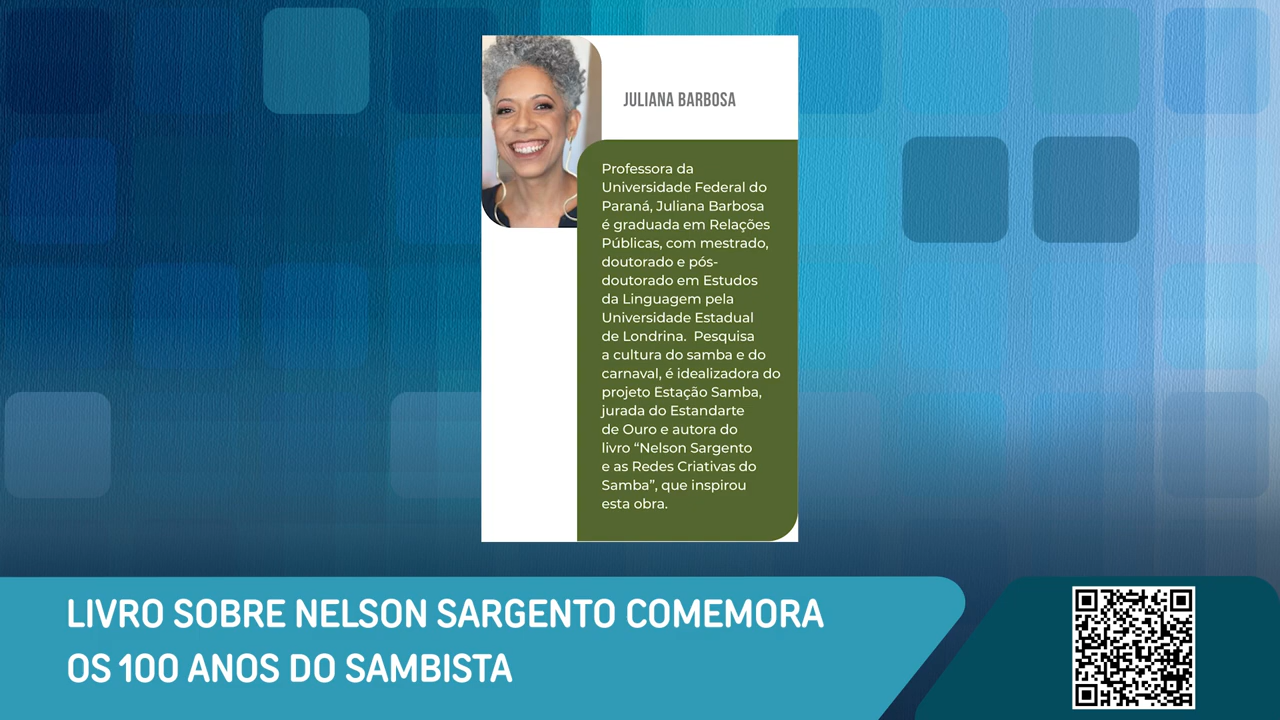 JULIANA BARBOSA
Professora da
Universidade Federal do
Paraná, Juliana Barbosa
é graduada em Relações
Públicas, com mestrado,
doutorado e pós-
doutorado em Estudos
da Linguagem pela
Universidade Estadual
de Londrina. Pesquisa
a cultura do samba e do
carnaval, é idealizadora do
projeto Estação Samba,
jurada do Estandarte
de Ouro e autora do
livro “Nelson Sargento
e as Redes Criativas do
Samba”, que inspirou
esta obra.
LIVRO SOBRE NELSON SARGENTO COMEMORA
OS 100 ANOS DO SAMBISTA